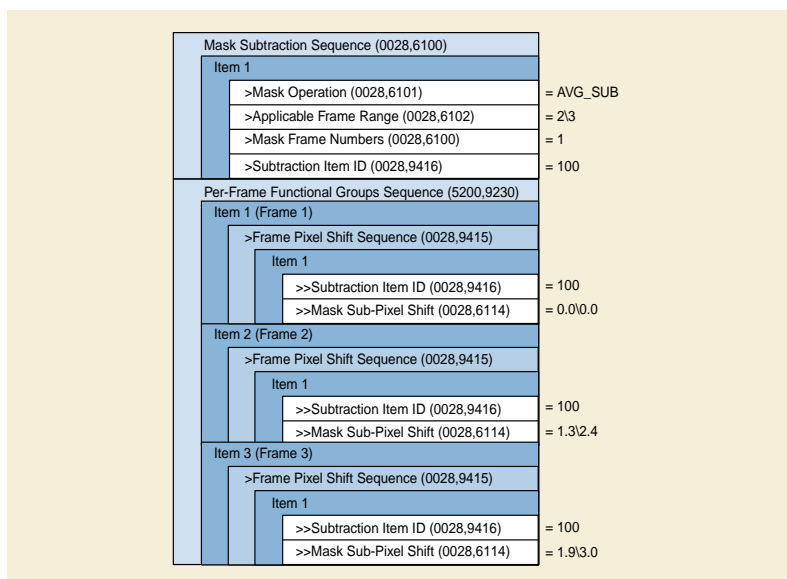 Mask Subtraction Sequence (0028,6100)
Item 1
>Mask Operation (0028,6101) = AVG_SUB
>Applicable Frame Range (0028,6102) = 2\3
>Mask Frame Numbers (0028,6100) = 1
>Subtraction Item ID (0028,9416) = 100
Per-Frame Functional Groups Sequence (5200,9230)
Item 1 (Frame 1)
>Frame Pixel Shift Sequence (0028,9415)
Item 1
>>Subtraction Item ID (0028,9416) = 100
>>Mask Sub-Pixel Shift (0028,6114) = 0.0\0.0
Item 2 (Frame 2)
>Frame Pixel Shift Sequence (0028,9415)
Item 1
>>Subtraction Item ID (0028,9416) = 100
>>Mask Sub-Pixel Shift (0028,6114) = 1.3\2.4
Item 3 (Frame 3)
>Frame Pixel Shift Sequence (0028,9415)
Item 1
>>Subtraction Item ID (0028,9416) = 100
>>Mask Sub-Pixel Shift (0028,6114) = 1.9\3.0